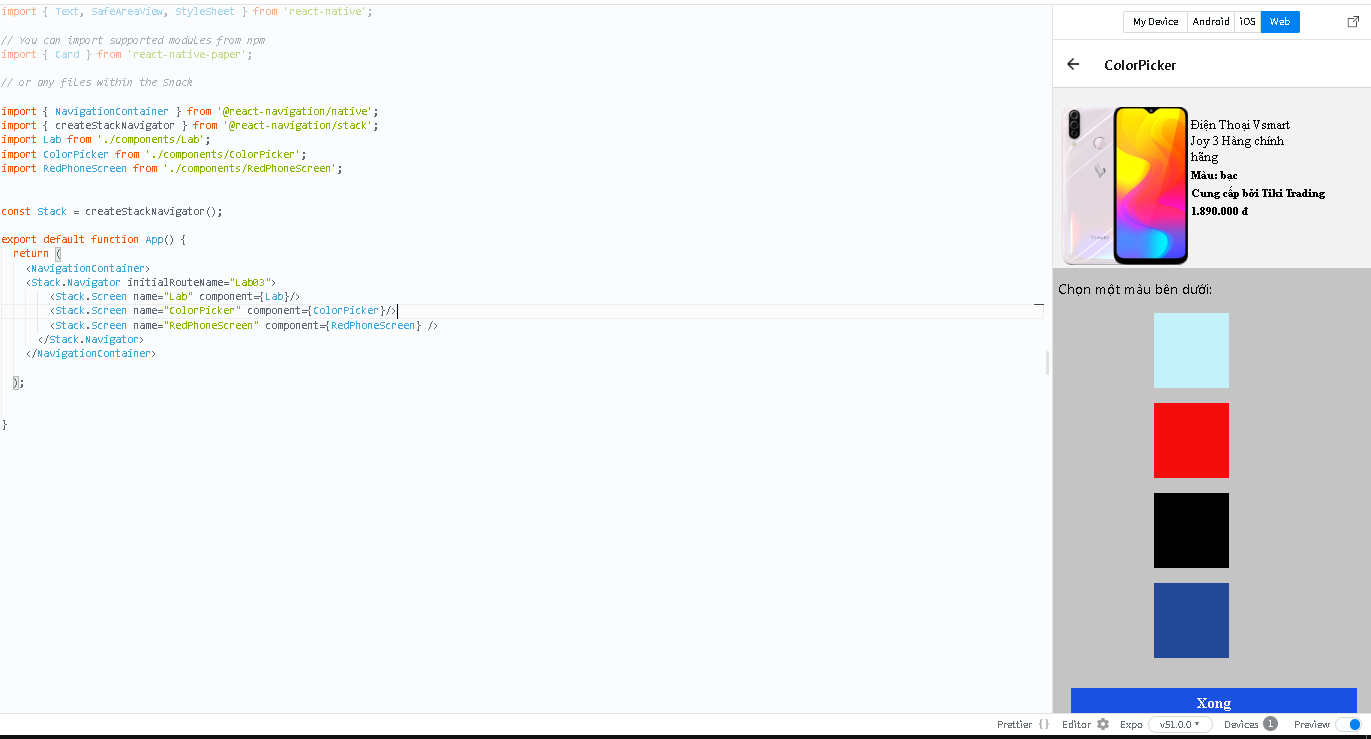 import { Text, SafeAreaView, StyleSheet } from 'react-native';
// You can import supported modules from npm
import { Card } from 'react-native-paper';
// or any files within the Snack
import { NavigationContainer } from '@react-navigation/native';
import { createStackNavigator } from '@react-navigation/stack';
import Lab from './components/Lab';
import ColorPicker from './components/ColorPicker';
import RedPhoneScreen from './components/RedPhoneScreen';
const Stack = createStackNavigator();
export default function App() {
return (
<NavigationContainer>
<Stack.Navigator initialRouteName="Lab03">
<Stack.Screen name="Lab" component={Lab}/>
<Stack.Screen name="ColorPicker" component={ColorPicker}/>
<Stack.Screen name="RedPhoneScreen" component={RedPhoneScreen} />
</Stack.Navigator>
</NavigationContainer>
);
}
My Device Android iOS Web
ColorPicker
Điện Thoại Vsmart
Joy 3 Hàng chính
hãng
Màu: bạc
Cung cấp bởi Tiki Trading
1.890.000 đ
Chọn một màu bên dưới:
Xong
Prettier {} Editor Expo v51.0.0 Devices 1 Preview